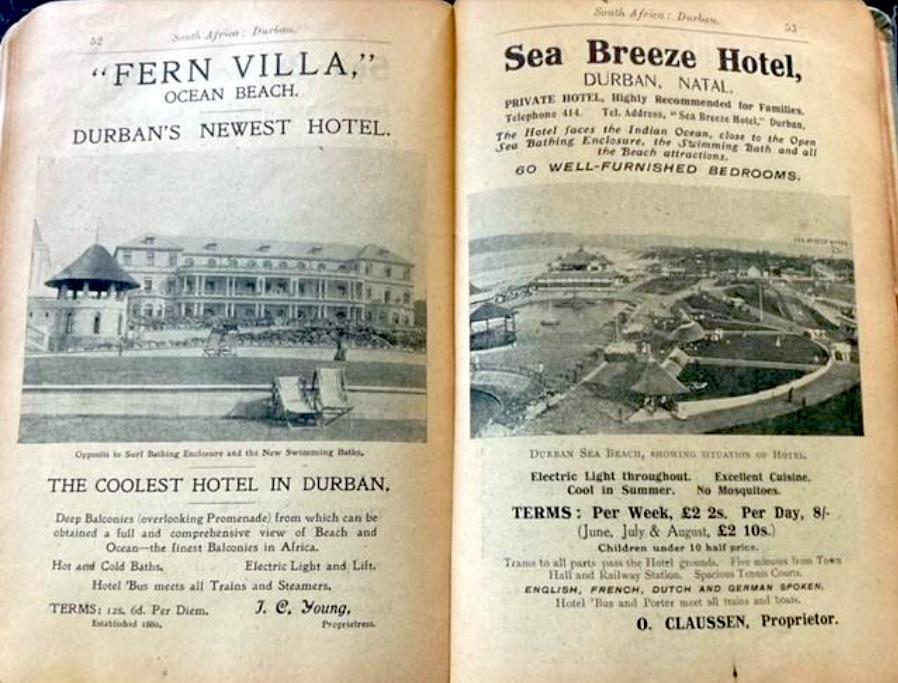 52
South Africa: Durban.
"FERN VILLA,"
OCEAN BEACH.
DURBAN'S NEWEST HOTEL.
Opposite to Surf Bathing Enclosure and the New Swimming Baths.
THE COOLEST HOTEL IN DURBAN.
Deep Balconies (overlooking Promenade) from which can be
obtained a full and comprehensive view of Beach and
Ocean—the finest Balconies in Africa.
Hot and Cold Baths. Electric Light and Lift.
Hotel 'Bus meets all Trains and Steamers.
TERMS: 12s. 6d. Per Diem. J. C. Young,
Established 1880. Proprietress.
South Africa: Durban.
53
Sea Breeze Hotel,
DURBAN, NATAL.
PRIVATE HOTEL, Highly Recommended for Families.
Telephone 414. Tel. Address, "Sea Breeze Hotel," Durban.
The Hotel faces the Indian Ocean, close to the Open
Sea Bathing Enclosure, the Swimming Bath and all
the Beach attractions.
60 WELL-FURNISHED BEDROOMS.
SEA BREEZE HOTEL
DURBAN SEA BEACH, SHOWING SITUATION OF HOTEL.
Electric Light throughout. Excellent Cuisine.
Cool in Summer. No Mosquitoes.
TERMS: Per Week, £2 2s. Per Day, 8/-
(June, July & August, £2 10s.)
Children under 10 half price.
Trams to all parts pass the Hotel grounds. Five minutes from Town
Hall and Railway Station. Spacious Tennis Courts.
ENGLISH, FRENCH, DUTCH AND GERMAN SPOKEN.
Hotel 'Bus and Porter meet all trains and boats.
O. CLAUSSEN, Proprietor.